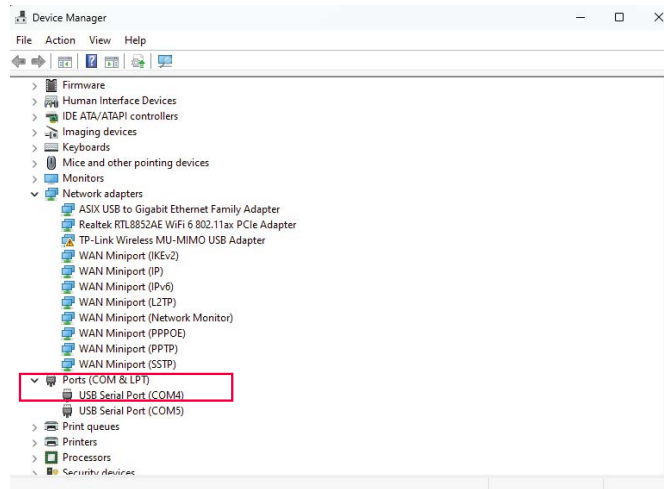 Device Manager
File Action View Help
Firmware
Human Interface Devices
IDE ATA/ATAPI controllers
Imaging devices
Keyboards
Mice and other pointing devices
Monitors
Network adapters
ASIX USB to Gigabit Ethernet Family Adapter
Realtek RTL8852AE WiFi 6 802.11ax PCIe Adapter
TP-Link Wireless MU-MIMO USB Adapter
WAN Miniport (IKEv2)
WAN Miniport (IP)
WAN Miniport (IPv6)
WAN Miniport (L2TP)
WAN Miniport (Network Monitor)
WAN Miniport (PPPOE)
WAN Miniport (PPTP)
WAN Miniport (SSTP)
Ports (COM & LPT)
USB Serial Port (COM4)
USB Serial Port (COM5)
Print queues
Printers
Processors
Security devices